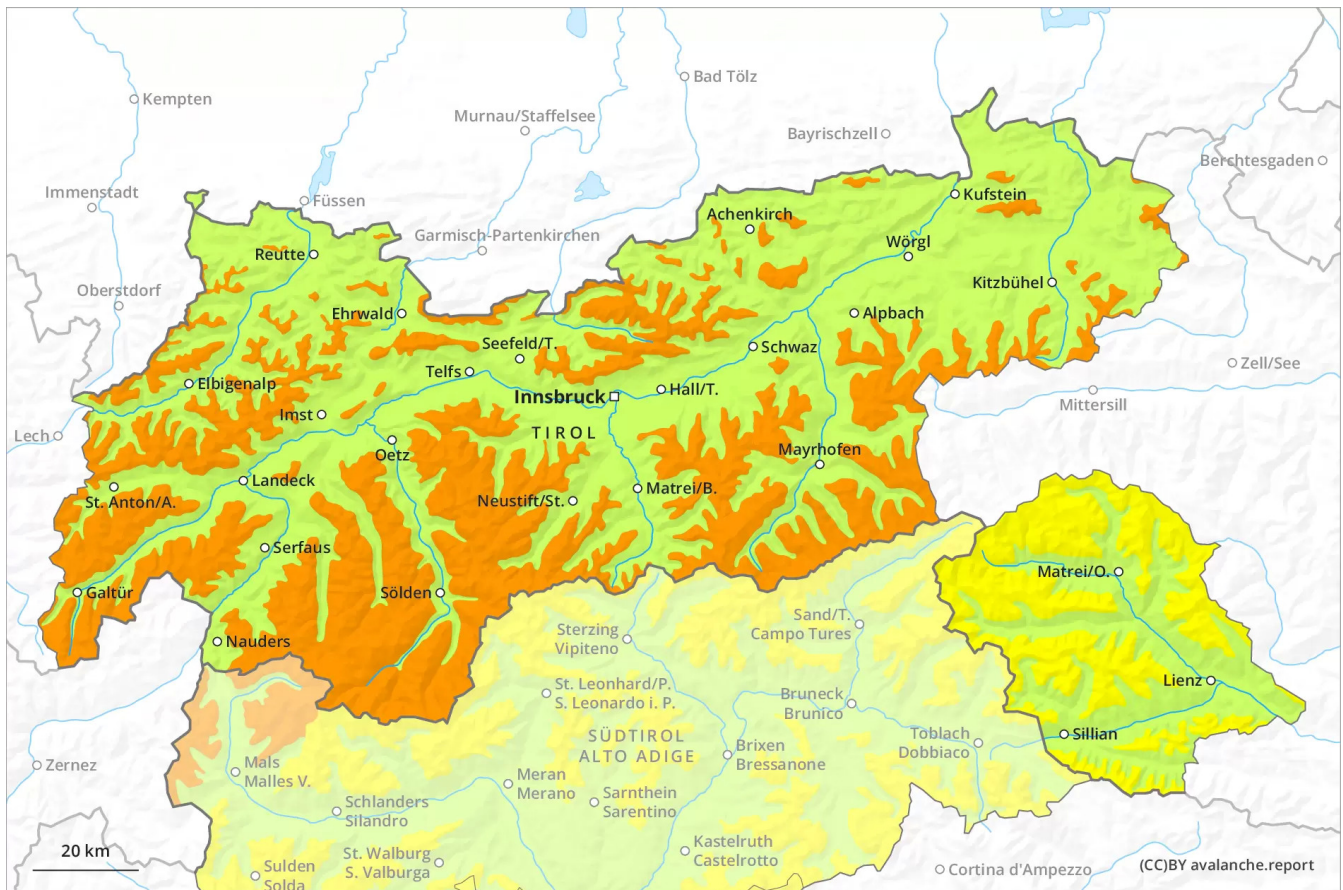 Kempten
Bad Tölz
Murnau/Staffelsee
Bayrischzell
Berchtesgaden
Immenstadt
Füssen
Kufstein
Achenkirch
Garmisch-Partenkirchen
Reutte
Wörgl
Oberstdorf
Kitzbühel
Ehrwald
Alpbach
Seefeld/T.
Schwaz
Zell/See
Telfs
Elbigenalp
Hall/T.
Innsbruck
Mittersill
Imst
TIROL
Lech
Oetz
Mayrhofen
Landeck
St. Anton/A.
Neustift/St.
Matrei/B.
Serfaus
Matrei/O.
Galtür
Sölden
Sterzing
Vipiteno
Sand/T.
Campo Tures
Nauders
Lienz
St. Leonhard/P.
S. Leonardo i. P.
Bruneck
Brunico
SÜDTIROL
ALTO ADIGE
Toblach
Dobbiaco
Sillian
Brixen
Bressanone
Zernez
Mals
Malles V.
Meran
Merano
Sarnthein
Sarentino
Schlanders
Silandro
Kastelruth
Castelrotto
20 km
St. Walburg
S. Valburga
Sulden
Solda
Cortina d'Ampezzo
(CC)BY avalanche.report